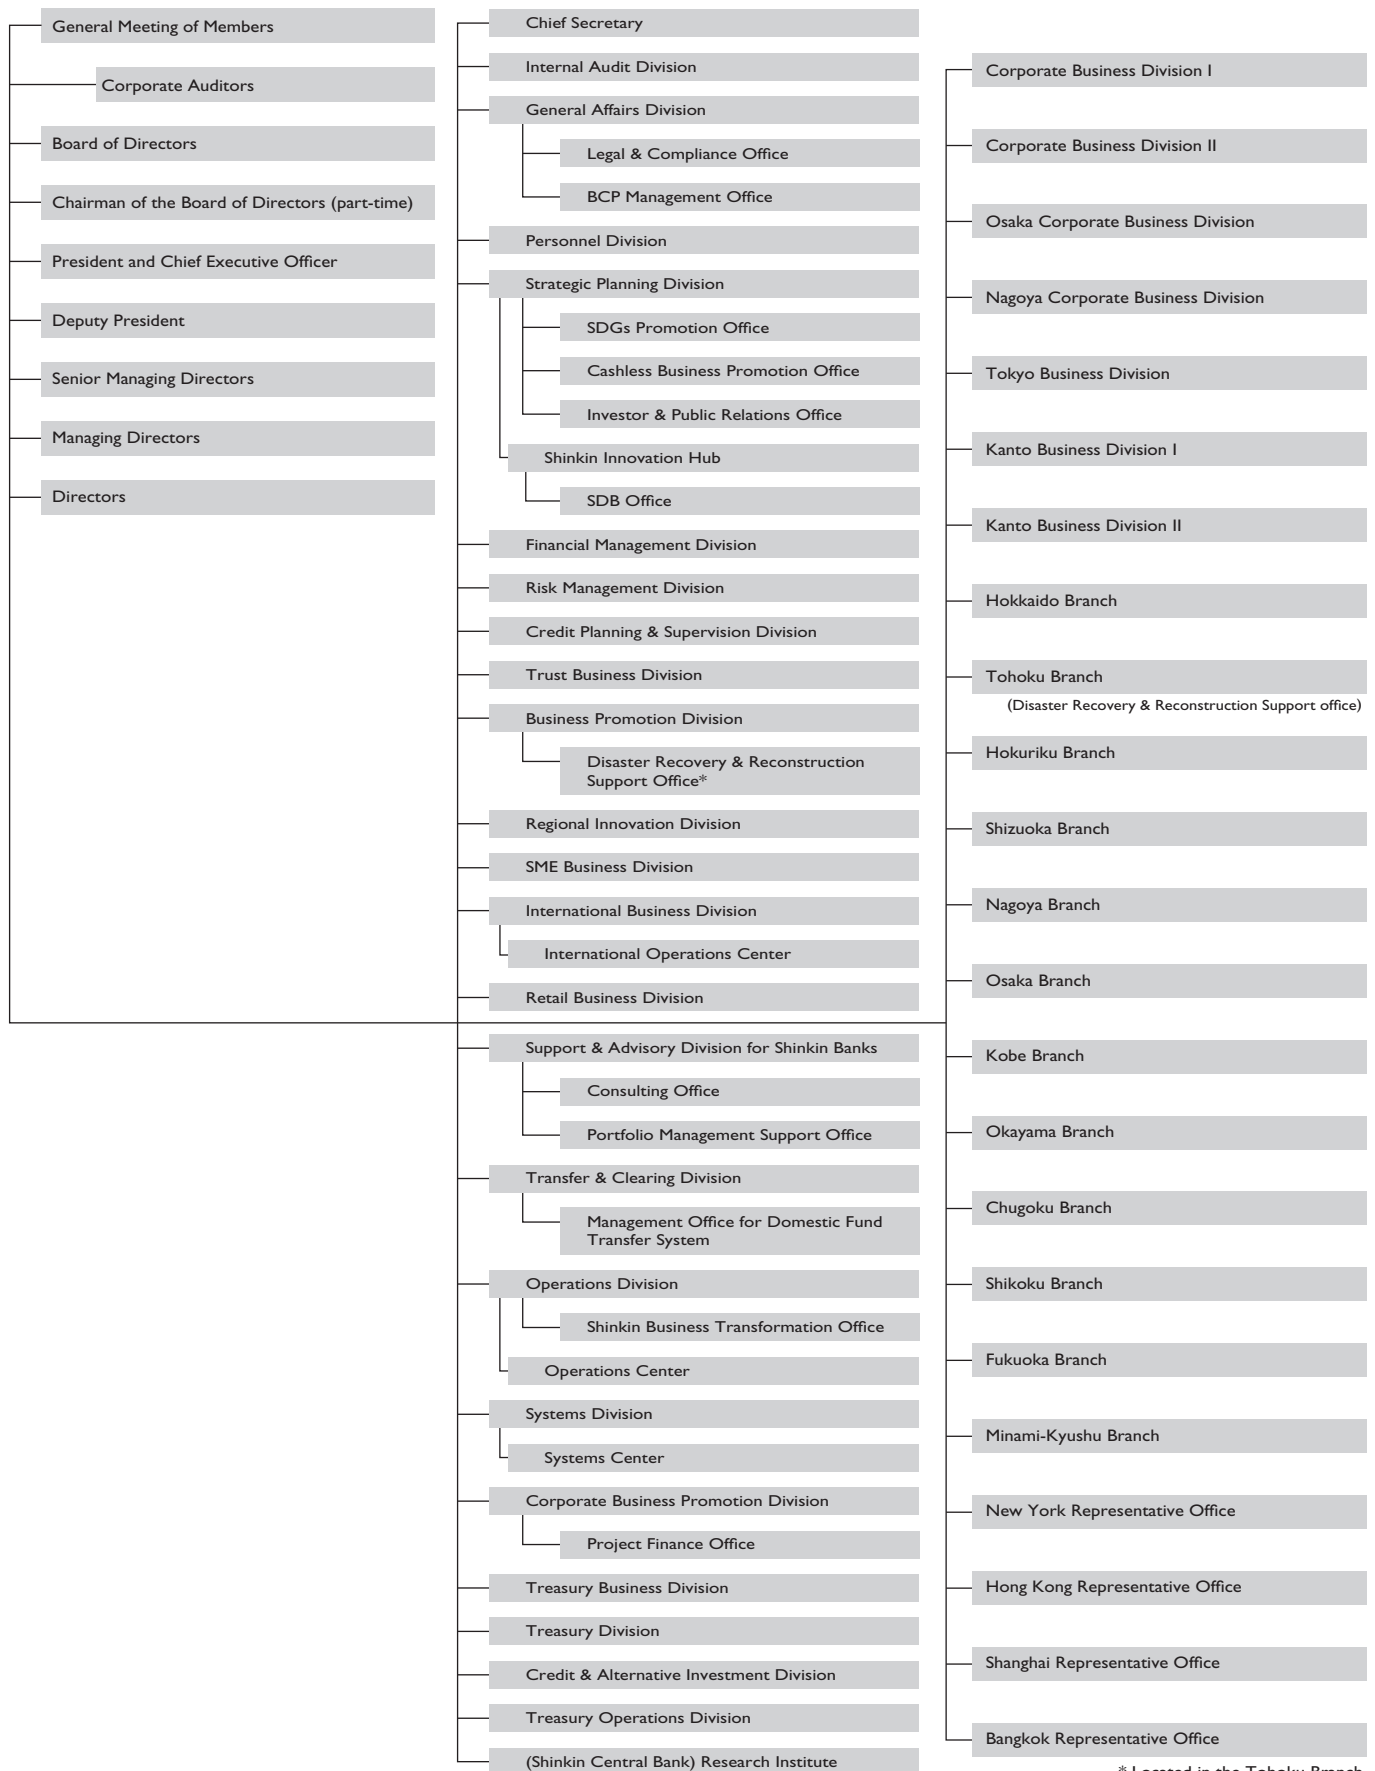 General Meeting of Members
Corporate Auditors
Board of Directors
Chairman of the Board of Directors (part-time)
President and Chief Executive Officer
Deputy President
Senior Managing Directors
Managing Directors
Directors
Chief Secretary
Internal Audit Division
General Affairs Division
Legal & Compliance Office
BCP Management Office
Personnel Division
Strategic Planning Division
SDGs Promotion Office
Cashless Business Promotion Office
Investor & Public Relations Office
Shinkin Innovation Hub
SDB Office
Financial Management Division
Risk Management Division
Credit Planning & Supervision Division
Trust Business Division
Business Promotion Division
Disaster Recovery & Reconstruction
Support Office*
Regional Innovation Division
SME Business Division
International Business Division
International Operations Center
Retail Business Division
Support & Advisory Division for Shinkin Banks
Consulting Office
Portfolio Management Support Office
Transfer & Clearing Division
Management Office for Domestic Fund
Transfer System
Operations Division
Shinkin Business Transformation Office
Operations Center
Systems Division
Systems Center
Corporate Business Promotion Division
Project Finance Office
Treasury Business Division
Treasury Division
Credit & Alternative Investment Division
Treasury Operations Division
(Shinkin Central Bank) Research Institute
Corporate Business Division I
Corporate Business Division II
Osaka Corporate Business Division
Nagoya Corporate Business Division
Tokyo Business Division
Kanto Business Division I
Kanto Business Division II
Hokkaido Branch
Tohoku Branch
(Disaster Recovery & Reconstruction Support office)
Hokuriku Branch
Shizuoka Branch
Nagoya Branch
Osaka Branch
Kobe Branch
Okayama Branch
Chugoku Branch
Shikoku Branch
Fukuoka Branch
Minami-Kyushu Branch
New York Representative Office
Hong Kong Representative Office
Shanghai Representative Office
Bangkok Representative Office
* Located in the Tohoku Branch